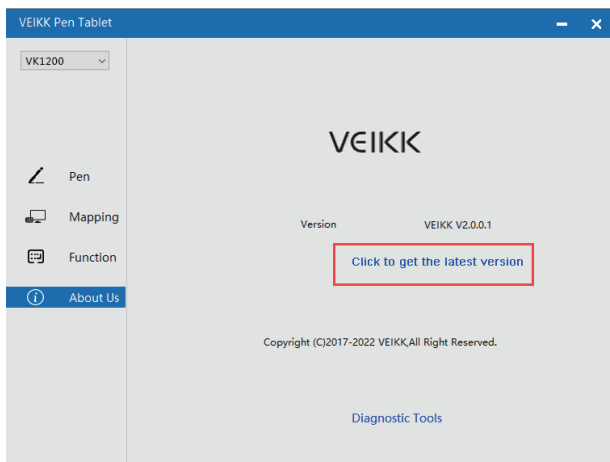 VEIKK Pen Tablet
VK1200
Pen
Mapping
Function
About Us
VEIKK
Version VEIKK V2.0.0.1
Click to get the latest version
Copyright (C)2017-2022 VEIKK,All Right Reserved.
Diagnostic Tools